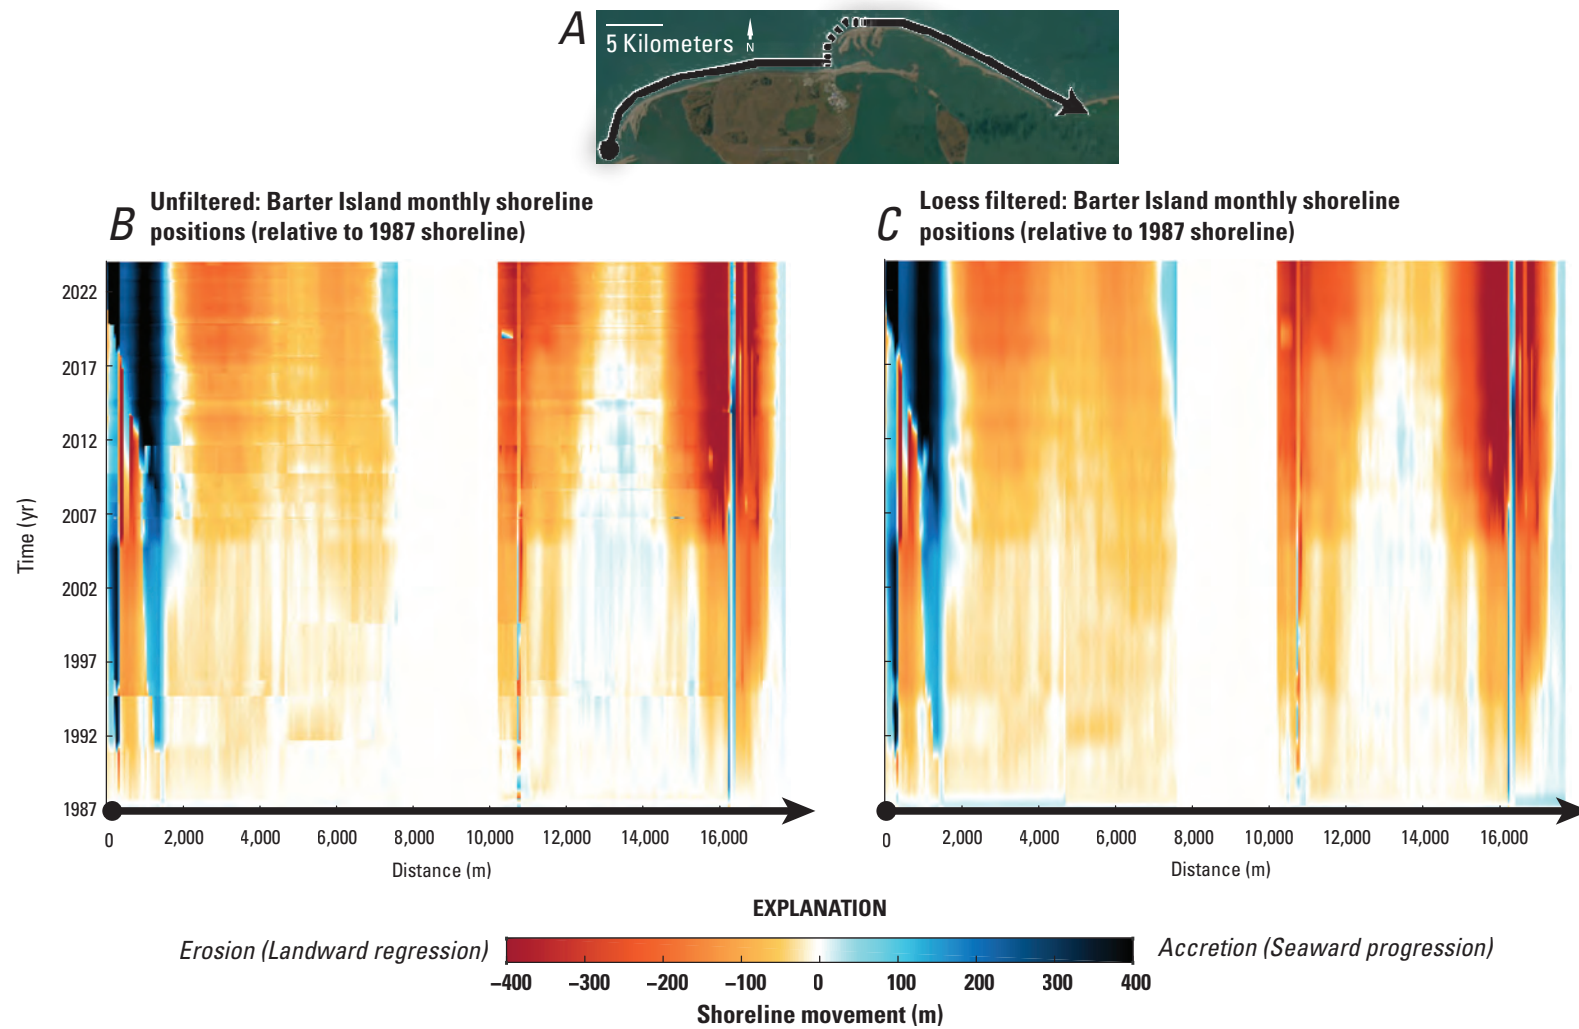 A
5 Kilometers
N
B
Unfiltered: Barter Island monthly shoreline
positions (relative to 1987 shoreline)
C
Loess filtered: Barter Island monthly shoreline
positions (relative to 1987 shoreline)
Time (yr)
2022
2017
2012
2007
2002
1997
1992
1987
0 2,000 4,000 6,000 8,000 10,000 12,000 14,000 16,000
Distance (m)
0 2,000 4,000 6,000 8,000 10,000 12,000 14,000 16,000
Distance (m)
EXPLANATION
Erosion (Landward regression)
Accretion (Seaward progression)
−400 −300 −200 −100 0 100 200 300 400
Shoreline movement (m)